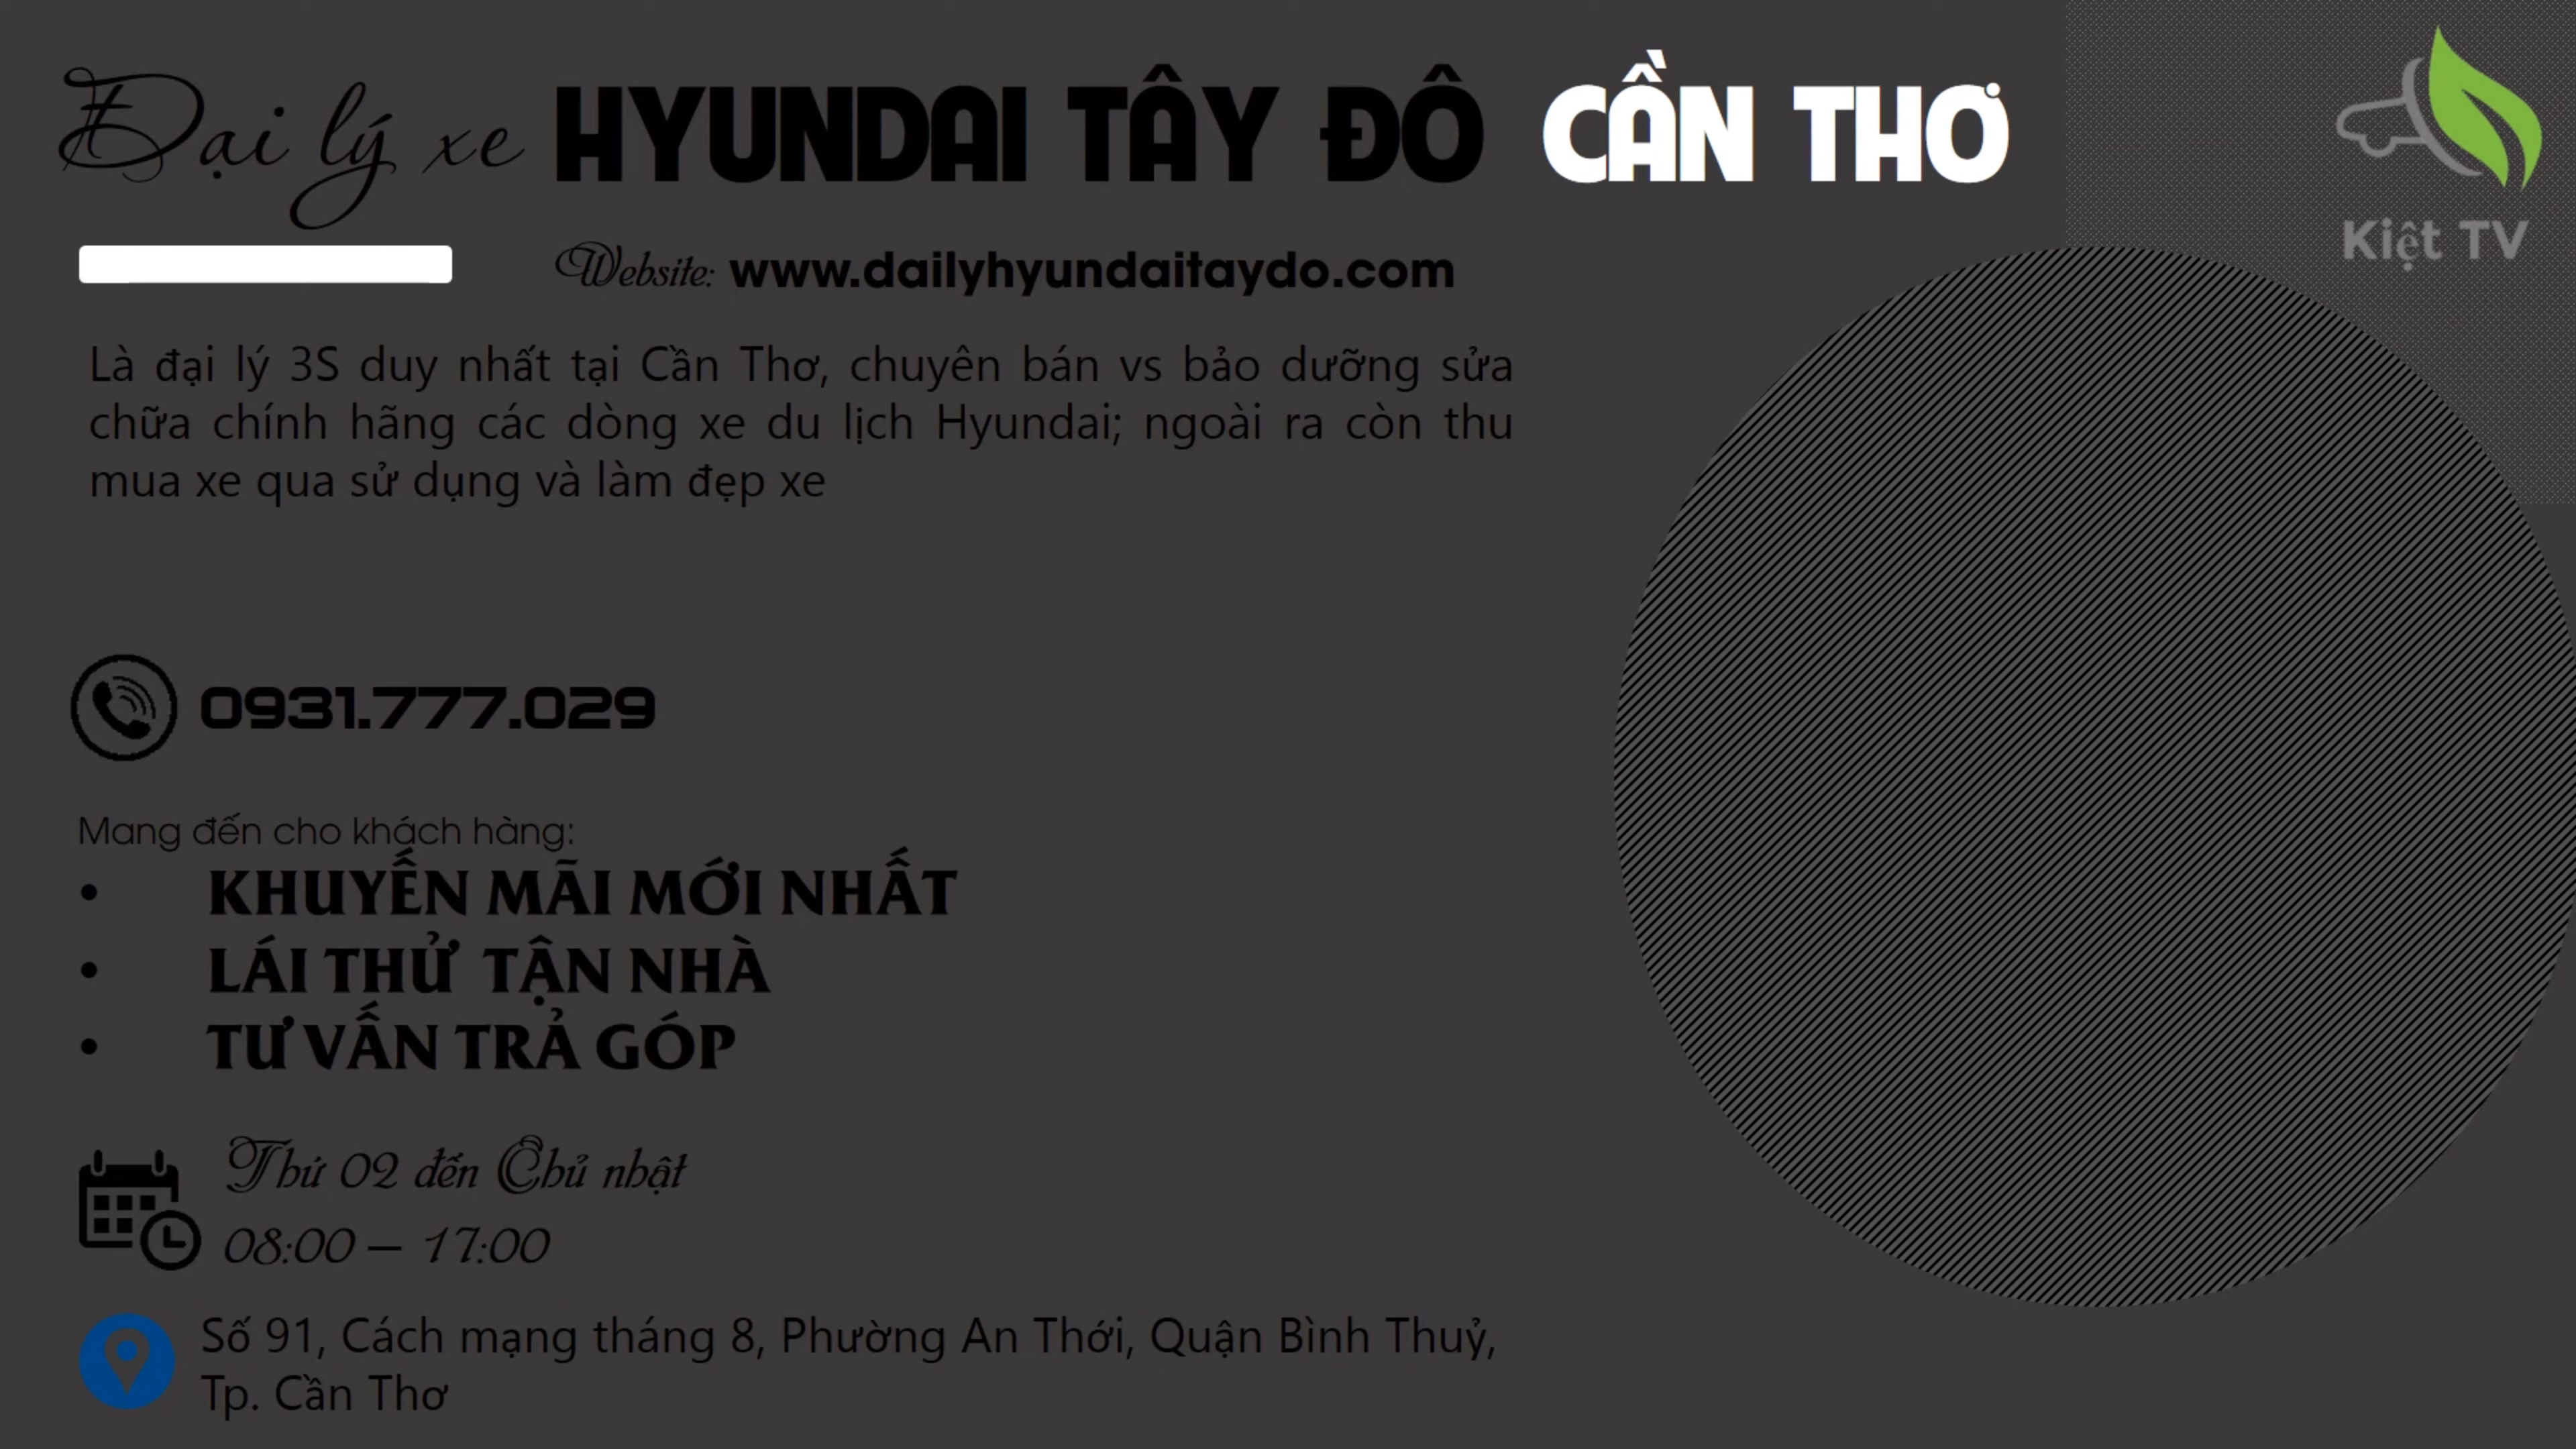 Đại lý xe HYUNDAI TÂY ĐÔ CẦN THƠ
Kiệt TV
Website: www.dailyhyundaitaydo.com
Là đại lý 3S duy nhất tại Cần Thơ, chuyên bán vs bảo dưỡng sửa
chữa chính hãng các dòng xe du lịch Hyundai; ngoài ra còn thu
mua xe qua sử dụng và làm đẹp xe
0931.777.029
Mang đến cho khách hàng:
• KHUYẾN MÃI MỚI NHẤT
• LÁI THỬ TẬN NHÀ
• TƯ VẤN TRẢ GÓP
Thứ 02 đến Chủ nhật
08:00 – 17:00
Số 91, Cách mạng tháng 8, Phường An Thới, Quận Bình Thuỷ,
Tp. Cần Thơ